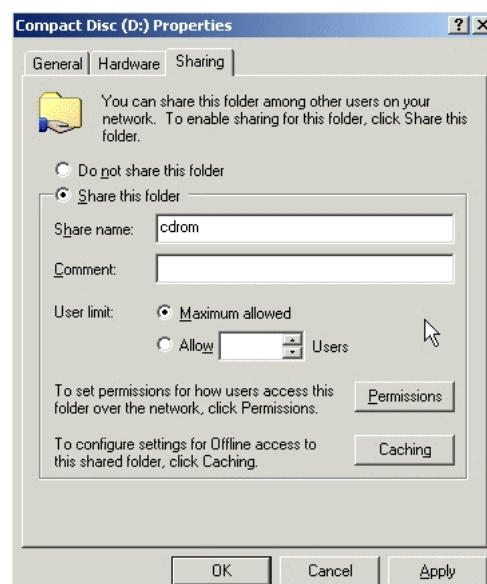 Compact Disc (D:) Properties
General Hardware Sharing
You can share this folder among other users on your
network. To enable sharing for this folder, click Share this
folder.
Do not share this folder
Share this folder
Share name: cdrom
Comment:
User limit: Maximum allowed
Allow Users
To set permissions for how users access this
folder over the network, click Permissions.
Permissions
To configure settings for Offline access to
this shared folder, click Caching.
Caching
OK Cancel Apply